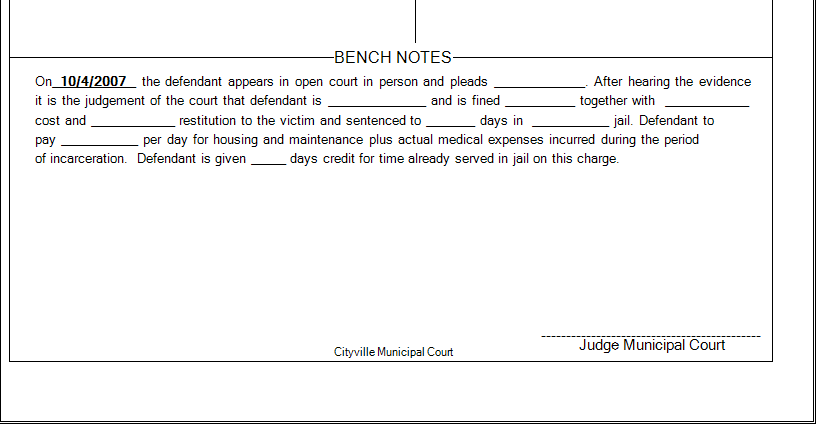 BENCH NOTES
On 10/4/2007 the defendant appears in open court in person and pleads ____________. After hearing the evidence
it is the judgement of the court that defendant is _____________ and is fined _________ together with ___________
cost and ___________ restitution to the victim and sentenced to ______ days in __________ jail. Defendant to
pay __________ per day for housing and maintenance plus actual medical expenses incurred during the period
of incarceration. Defendant is given _____ days credit for time already served in jail on this charge.
Judge Municipal Court
Cityville Municipal Court